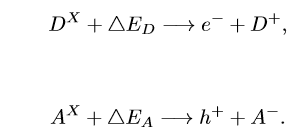 D^X + △E_D ⟶ e^- + D^+,
A^X + △E_A ⟶ h^+ + A^-.